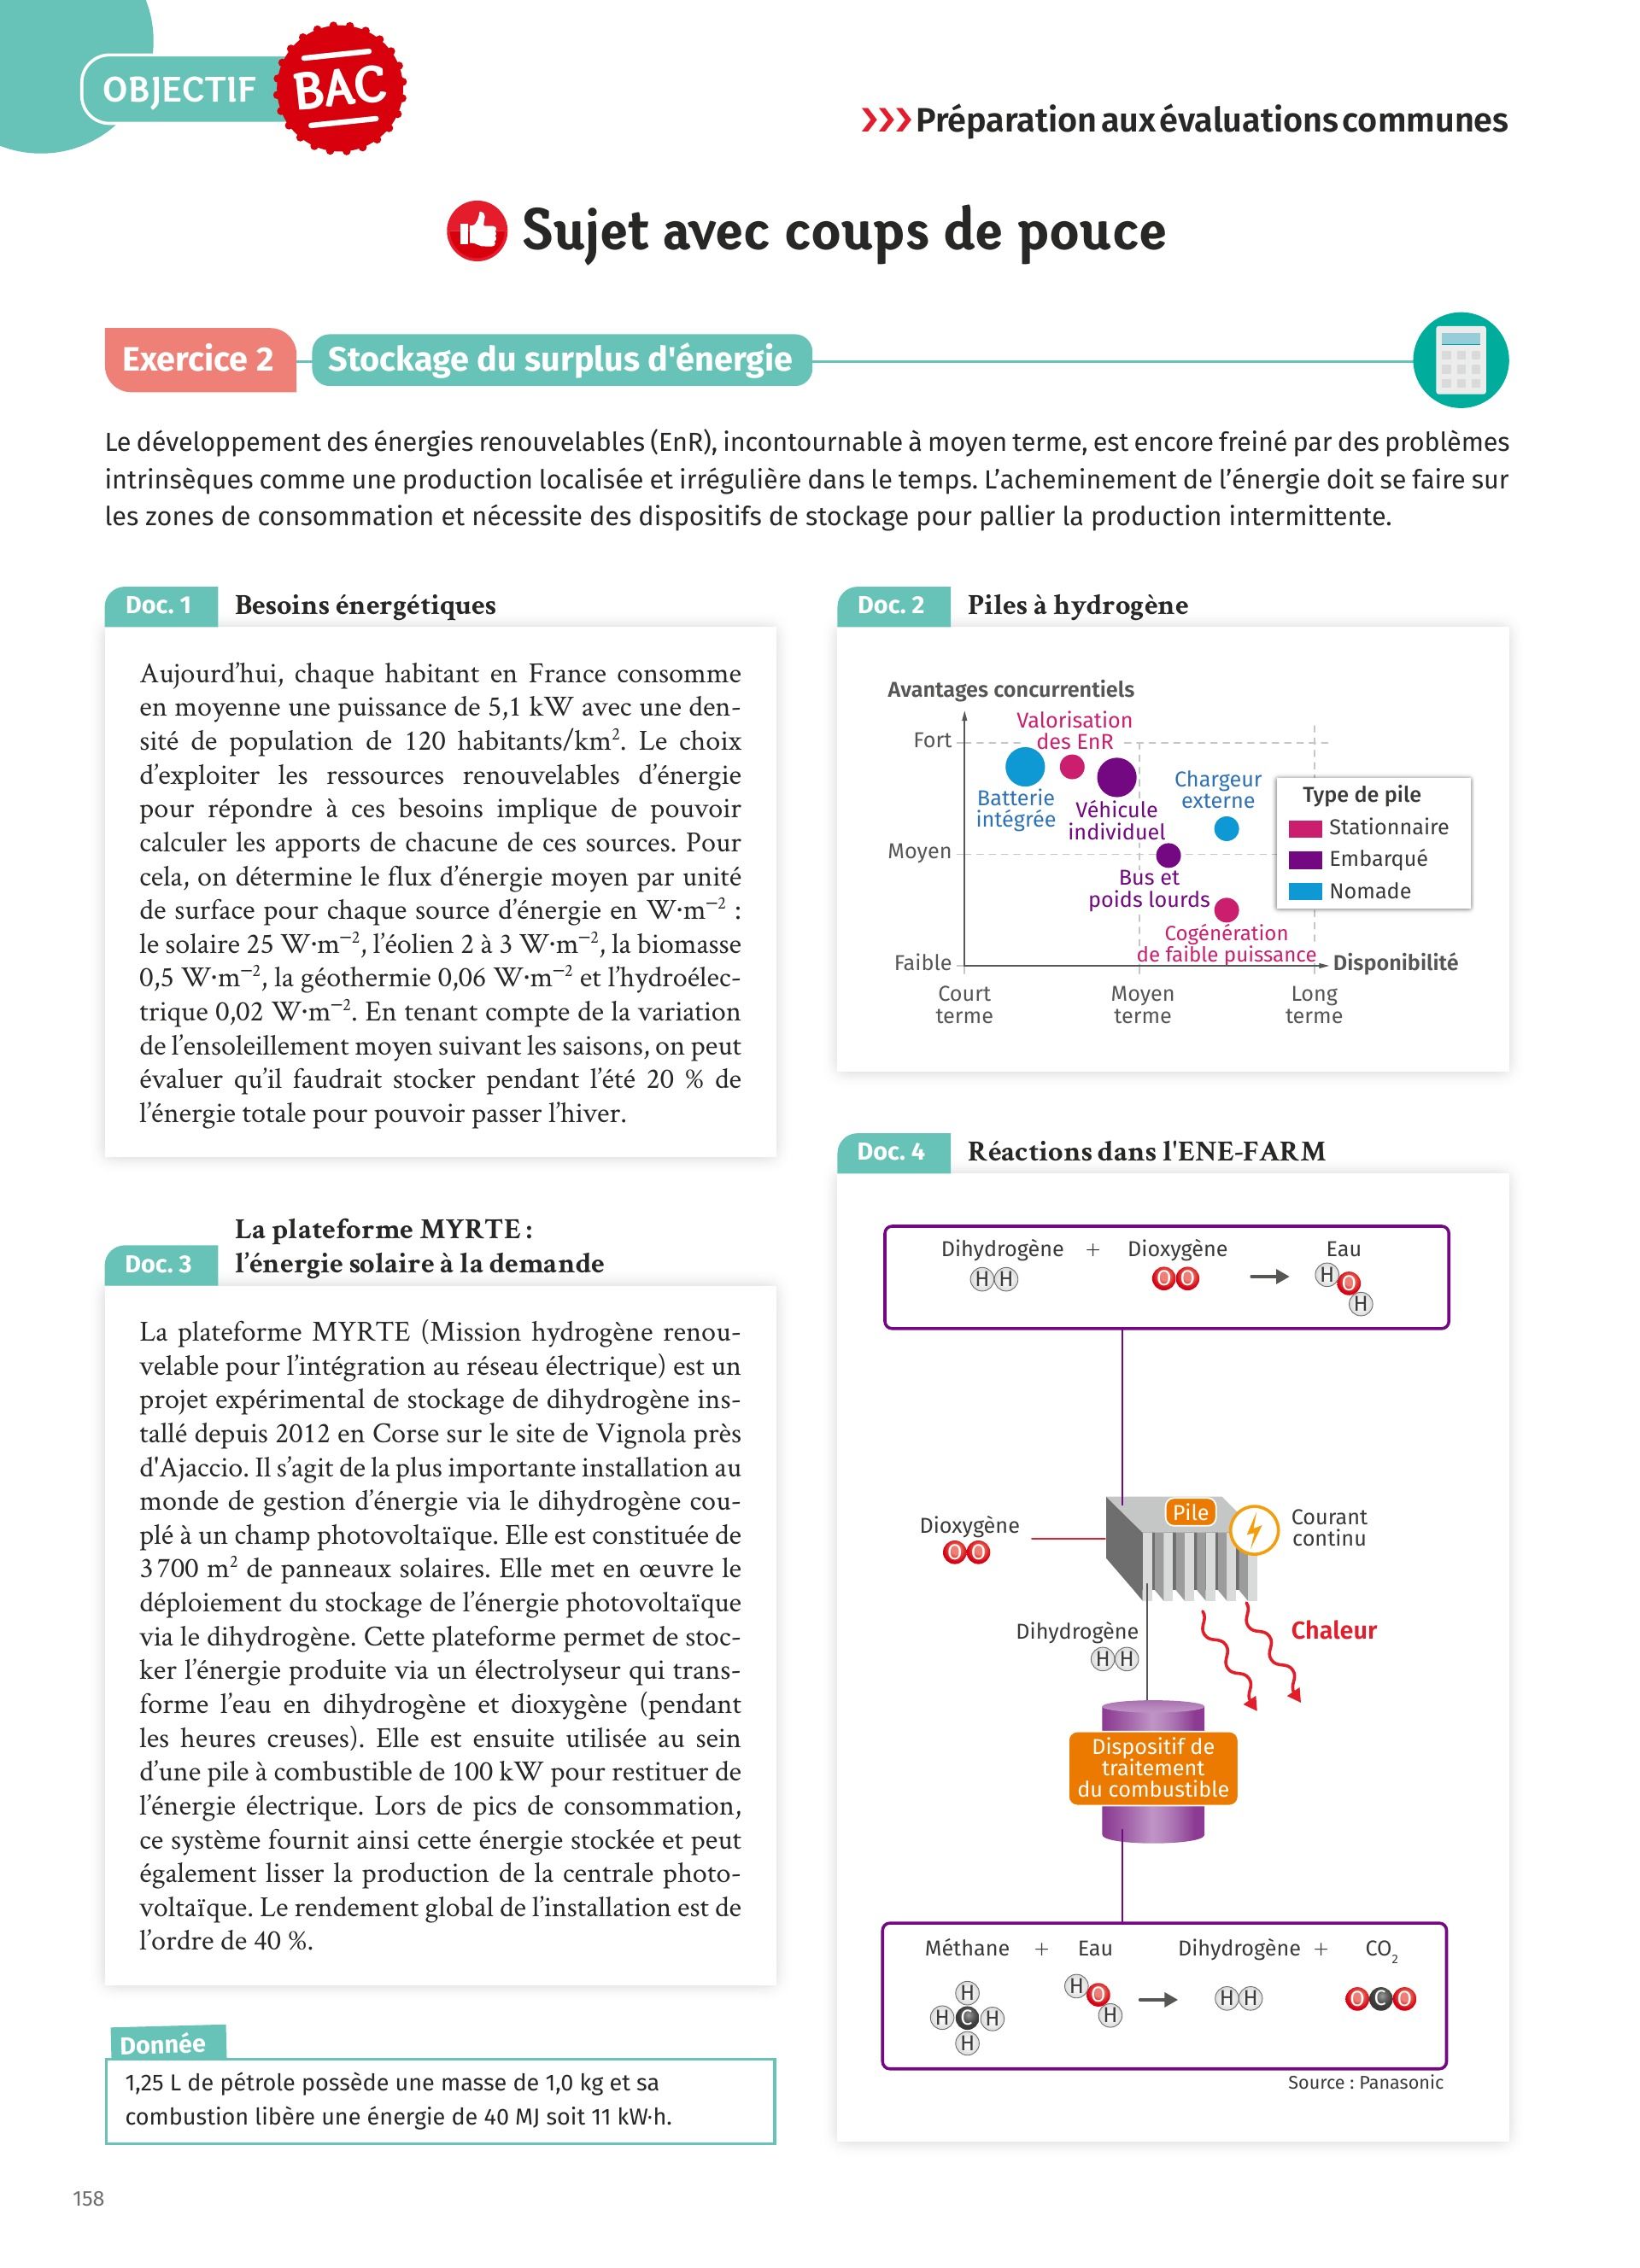 OBJECTIF
BAC
>>> Préparation aux évaluations communes
Sujet avec coups de pouce
Exercice 2
Stockage du surplus d'énergie
Le développement des énergies renouvelables (EnR), incontournable à moyen terme, est encore freiné par des problèmes
intrinsèques comme une production localisée et irrégulière dans le temps. L’acheminement de l’énergie doit se faire sur
les zones de consommation et nécessite des dispositifs de stockage pour pallier la production intermittente.
Doc. 1
Besoins énergétiques
Aujourd’hui, chaque habitant en France consomme
en moyenne une puissance de 5,1 kW avec une den-
sité de population de 120 habitants/km². Le choix
d’exploiter les ressources renouvelables d’énergie
pour répondre à ces besoins implique de pouvoir
calculer les apports de chacune de ces sources. Pour
cela, on détermine le flux d’énergie moyen par unité
de surface pour chaque source d’énergie en W·m⁻² :
le solaire 25 W·m⁻², l’éolien 2 à 3 W·m⁻², la biomasse
0,5 W·m⁻², la géothermie 0,06 W·m⁻² et l’hydroélec-
trique 0,02 W·m⁻². En tenant compte de la variation
de l’ensoleillement moyen suivant les saisons, on peut
évaluer qu’il faudrait stocker pendant l’été 20 % de
l’énergie totale pour pouvoir passer l’hiver.
Doc. 3
La plateforme MYRTE :
l’énergie solaire à la demande
La plateforme MYRTE (Mission hydrogène renou-
velable pour l’intégration au réseau électrique) est un
projet expérimental de stockage de dihydrogène ins-
tallé depuis 2012 en Corse sur le site de Vignola près
d'Ajaccio. Il s’agit de la plus importante installation au
monde de gestion d’énergie via le dihydrogène cou-
plé à un champ photovoltaïque. Elle est constituée de
3 700 m² de panneaux solaires. Elle met en œuvre le
déploiement du stockage de l’énergie photovoltaïque
via le dihydrogène. Cette plateforme permet de stoc-
ker l’énergie produite via un électrolyseur qui trans-
forme l’eau en dihydrogène et dioxygène (pendant
les heures creuses). Elle est ensuite utilisée au sein
d’une pile à combustible de 100 kW pour restituer de
l’énergie électrique. Lors de pics de consommation,
ce système fournit ainsi cette énergie stockée et peut
également lisser la production de la centrale photo-
voltaïque. Le rendement global de l’installation est de
l’ordre de 40 %.
Donnée
1,25 L de pétrole possède une masse de 1,0 kg et sa
combustion libère une énergie de 40 MJ soit 11 kW·h.
Doc. 2
Piles à hydrogène
Avantages concurrentiels
Fort
Moyen
Faible
Valorisation
des EnR
Batterie
intégrée
Véhicule
individuel
Chargeur
externe
Bus et
poids lourds
Cogénération
de faible puissance
Type de pile
Stationnaire
Embarqué
Nomade
Disponibilité
Court
terme
Moyen
terme
Long
terme
Doc. 4
Réactions dans l'ENE-FARM
Dihydrogène + Dioxygène Eau
H H O O H O H
Pile
Dioxygène
O O
Courant
continu
Dihydrogène
H H
Chaleur
Dispositif de
traitement
du combustible
Méthane + Eau Dihydrogène + CO₂
H H C H H H O H H H O C O
Source : Panasonic
158